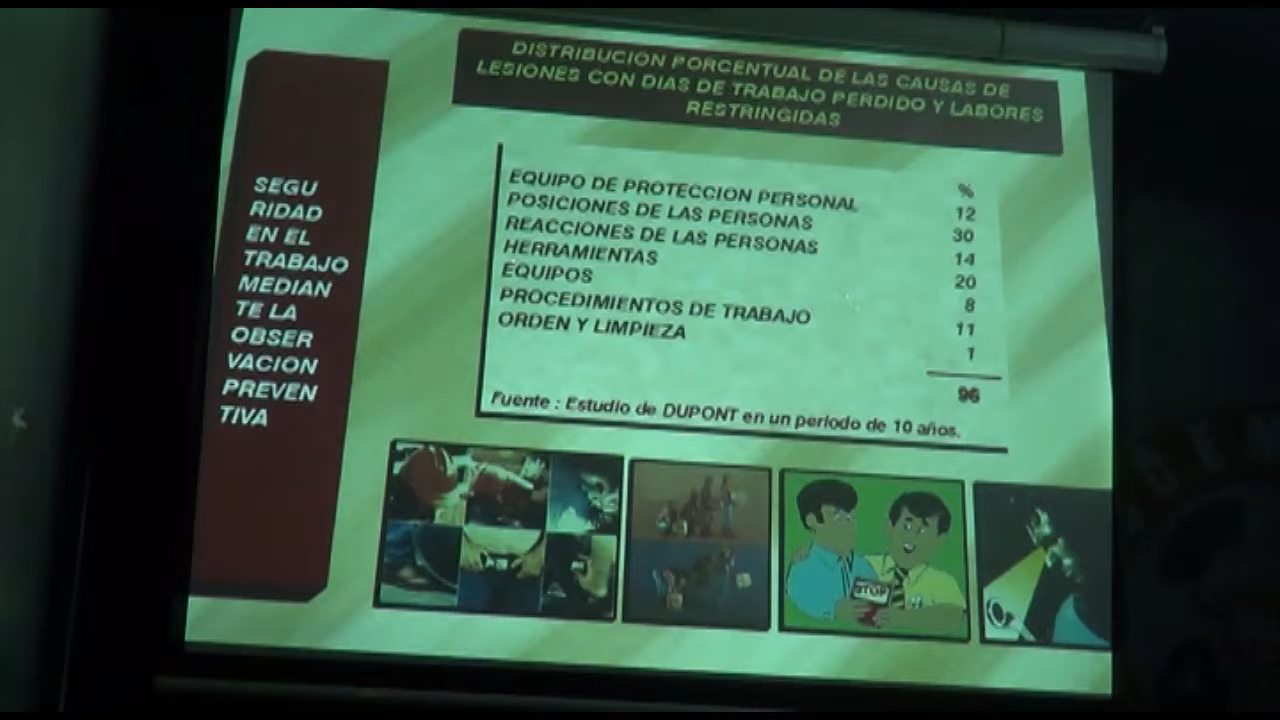 DISTRIBUCION PORCENTUAL DE LAS CAUSAS DE
LESIONES CON DIAS DE TRABAJO PERDIDO Y LABORES
RESTRINGIDAS
SEGU
RIDAD
EN EL
TRABAJO
MEDIAN
TE LA
OBSER
VACION
PREVEN
TIVA
%
EQUIPO DE PROTECCION PERSONAL 12
POSICIONES DE LAS PERSONAS 30
REACCIONES DE LAS PERSONAS 14
HERRAMIENTAS 20
EQUIPOS 8
PROCEDIMIENTOS DE TRABAJO 11
ORDEN Y LIMPIEZA 1
96
Fuente : Estudio de DUPONT en un periodo de 10 años.
STOP